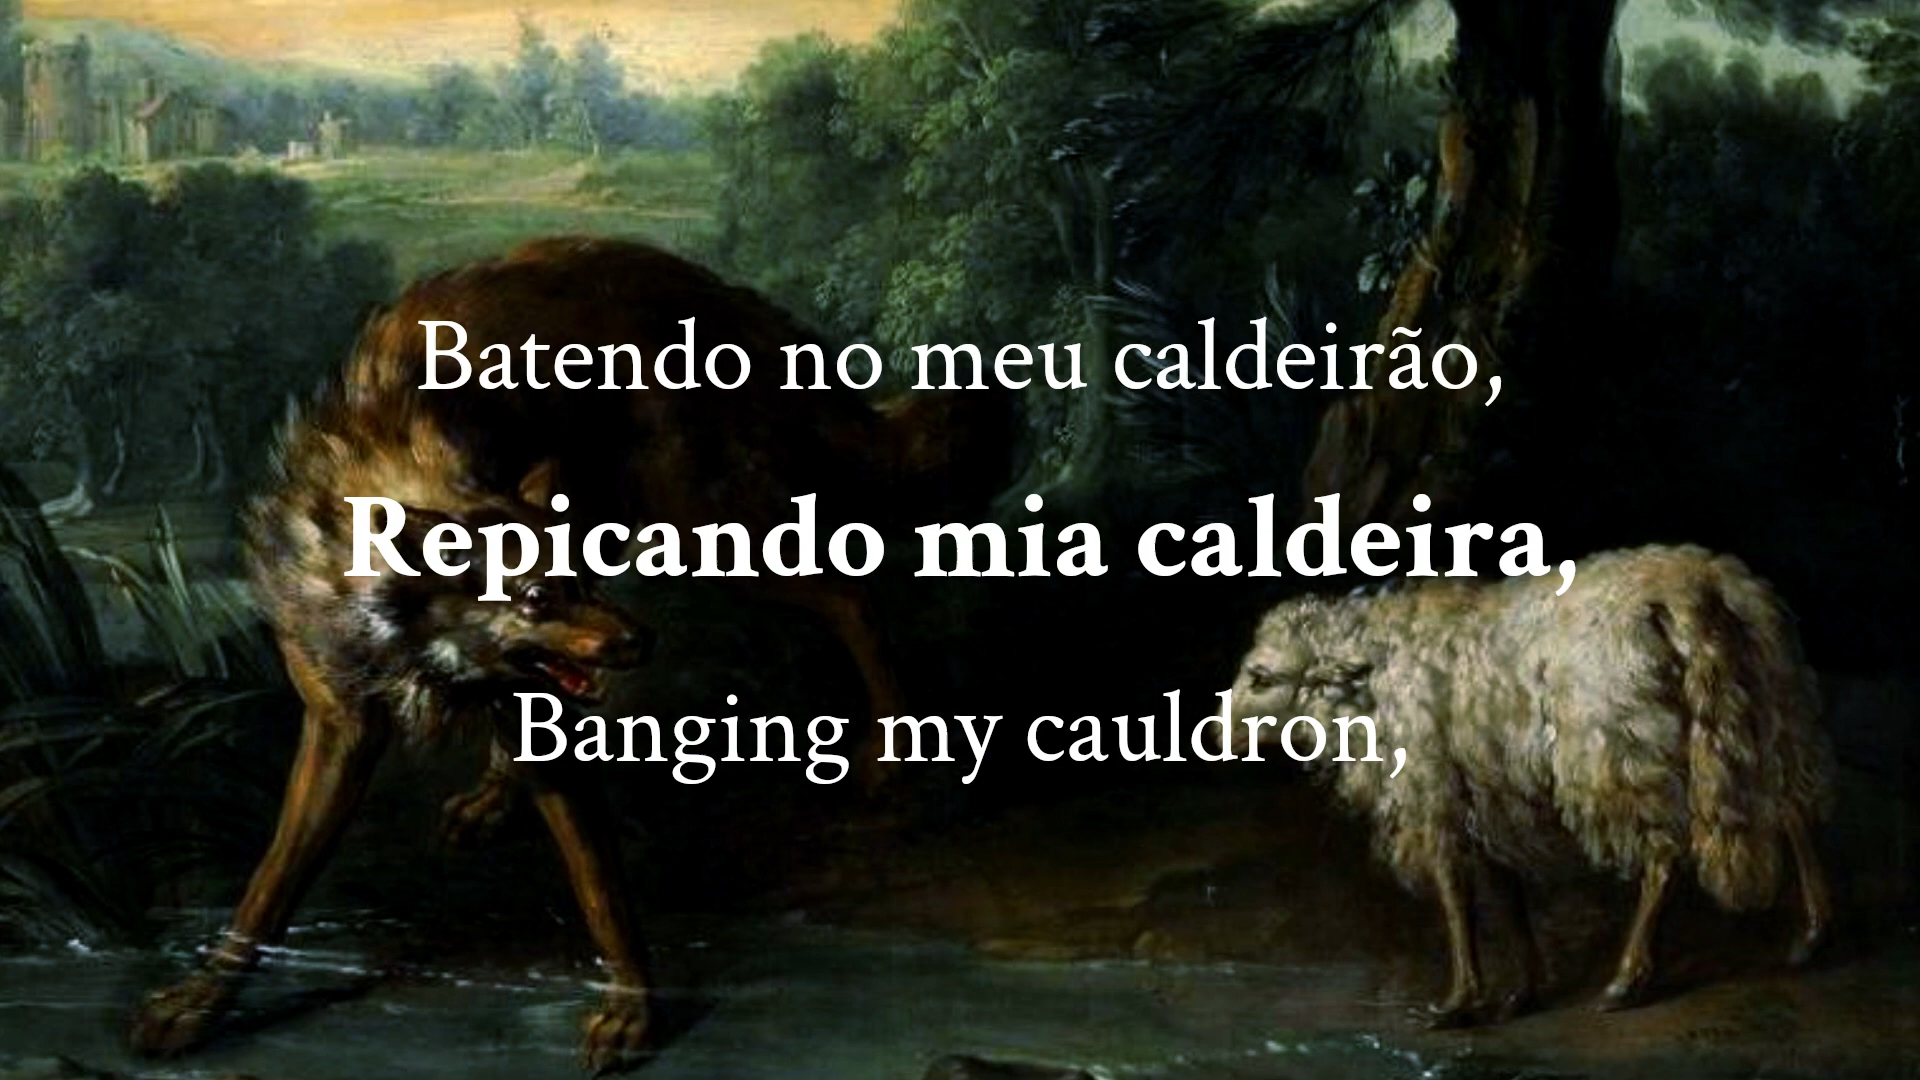 Batendo no meu caldeirão,
Repicando mia caldeira,
Banging my cauldron,